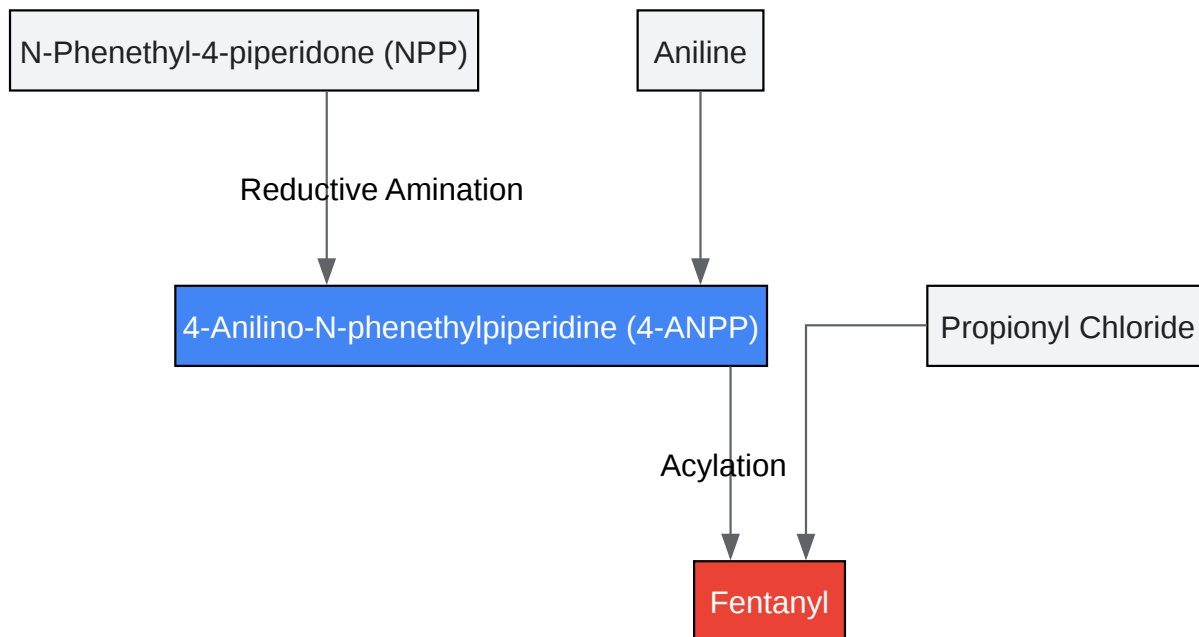 N-Phenethyl-4-piperidone (NPP)
Aniline
Reductive Amination
4-Anilino-N-phenethylpiperidine (4-ANPP)
Propionyl Chloride
Acylation
Fentanyl